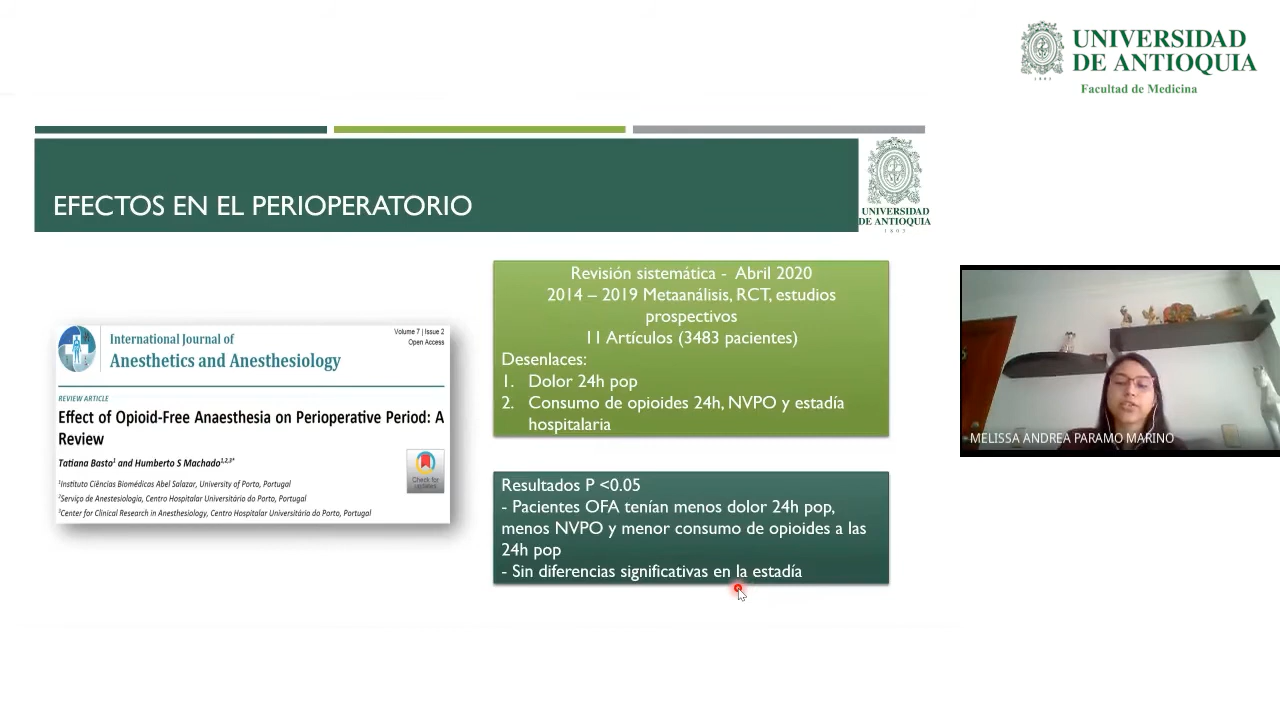 UNIVERSIDAD
DE ANTIOQUIA
1803
Facultad de Medicina
EFECTOS EN EL PERIOPERATORIO
UNIVERSIDAD
DE ANTIOQUIA
1803
International Journal of
Anesthetics and Anesthesiology
Volume 7 | Issue 2
Open Access
REVIEW ARTICLE
Effect of Opioid-Free Anaesthesia on Perioperative Period: A
Review
Tatiana Basto1 and Humberto S Machado1,2,3*
Check for
updates
1Instituto Ciências Biomédicas Abel Salazar, University of Porto, Portugal
2Serviço de Anestesiologia, Centro Hospitalar Universitário do Porto, Portugal
3Center for Clinical Research in Anesthesiology, Centro Hospitalar Universitário do Porto, Portugal
Revisión sistemática - Abril 2020
2014 – 2019 Metaanálisis, RCT, estudios
prospectivos
11 Artículos (3483 pacientes)
Desenlaces:
1. Dolor 24h pop
2. Consumo de opioides 24h, NVPO y estadía
hospitalaria
Resultados P <0.05
- Pacientes OFA tenían menos dolor 24h pop,
menos NVPO y menor consumo de opioides a las
24h pop
- Sin diferencias significativas en la estadía
MELISSA ANDREA PARAMO MARINO